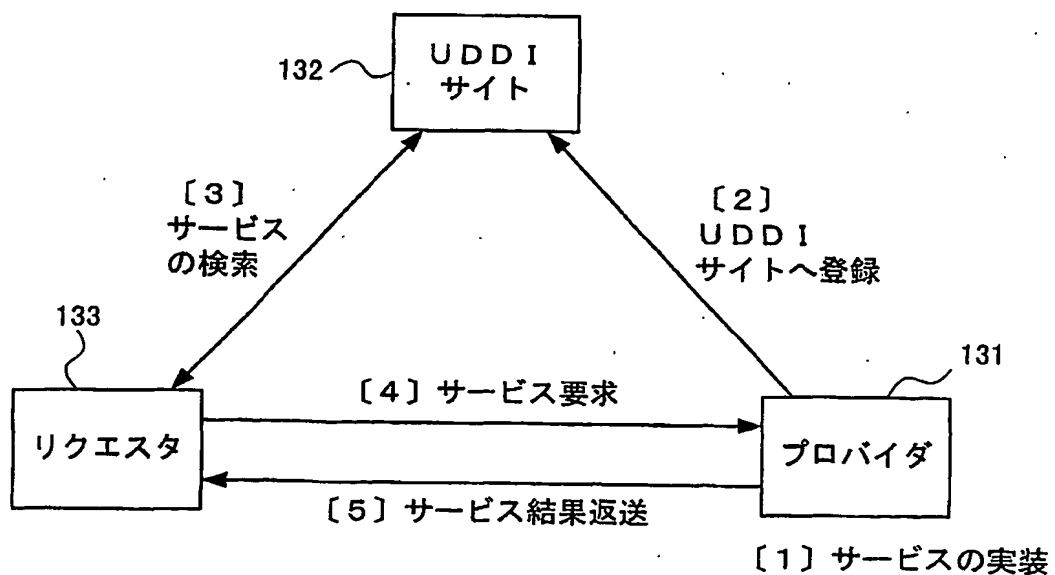 132
ＵＤＤＩ
サイト
〔３〕
サービス
の検索
〔２〕
ＵＤＤＩ
サイトへ登録
133
131
〔４〕サービス要求
リクエスタ
プロバイダ
〔５〕サービス結果返送
〔１〕サービスの実装